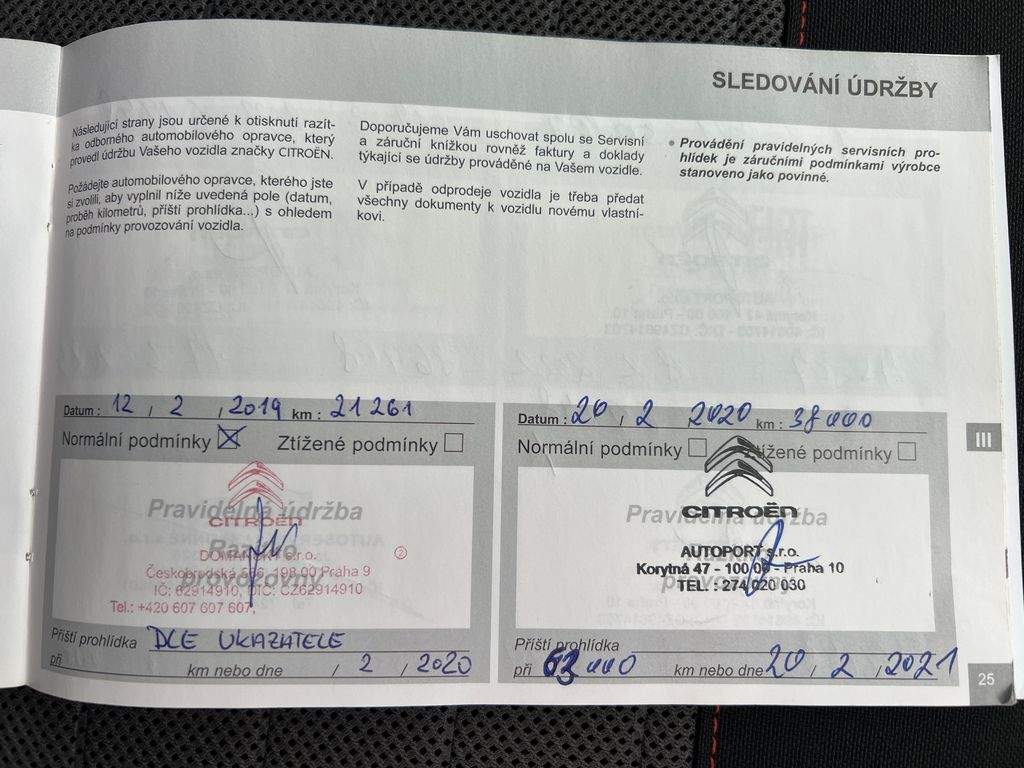 SLEDOVÁNÍ ÚDRŽBY
Následující strany jsou určené k otisknutí razít-
ka odborného automobilového opravce, který
provedl údržbu Vašeho vozidla značky CITROËN.
Požádejte automobilového opravce, kterého jste
si zvolili, aby vyplnil níže uvedená pole (datum,
proběh kilometrů, příští prohlídka...) s ohledem
na podmínky provozování vozidla.
Doporučujeme Vám uschovat spolu se Servisní
a záruční knížkou rovněž faktury a doklady
týkající se údržby prováděné na Vašem vozidle.
V případě odprodeje vozidla je třeba předat
všechny dokumenty k vozidlu novému vlastní-
kovi.
• Provádění pravidelných servisních pro-
hlídek je záručními podmínkami výrobce
stanoveno jako povinné.
Datum : 12 / 2 / 2019 km : 21 261
Normální podmínky Ztížené podmínky
Pravidelná údržba
CITROËN
Razítko
s.r.o.
Českobrodská 566, 198 00 Praha 9
IČ: 62914910, DIČ: CZ62914910
provozovny
Tel.: +420 607 607 607,
2
Příští prohlídka DLE UKAZATELE
při km nebo dne / 2 / 2020
Datum : 20 / 2 2020 km : 38 000
Normální podmínky Ztížené podmínky
CITROËN
Pravidelná údržba
AUTOPORT s.r.o.
Razítko
Korytná 47 - 100 00 - Praha 10
provozovny
TEL. : 274 020 030
Příští prohlídka
při 63 000 km nebo dne 20 / 2 / 2021
III
25